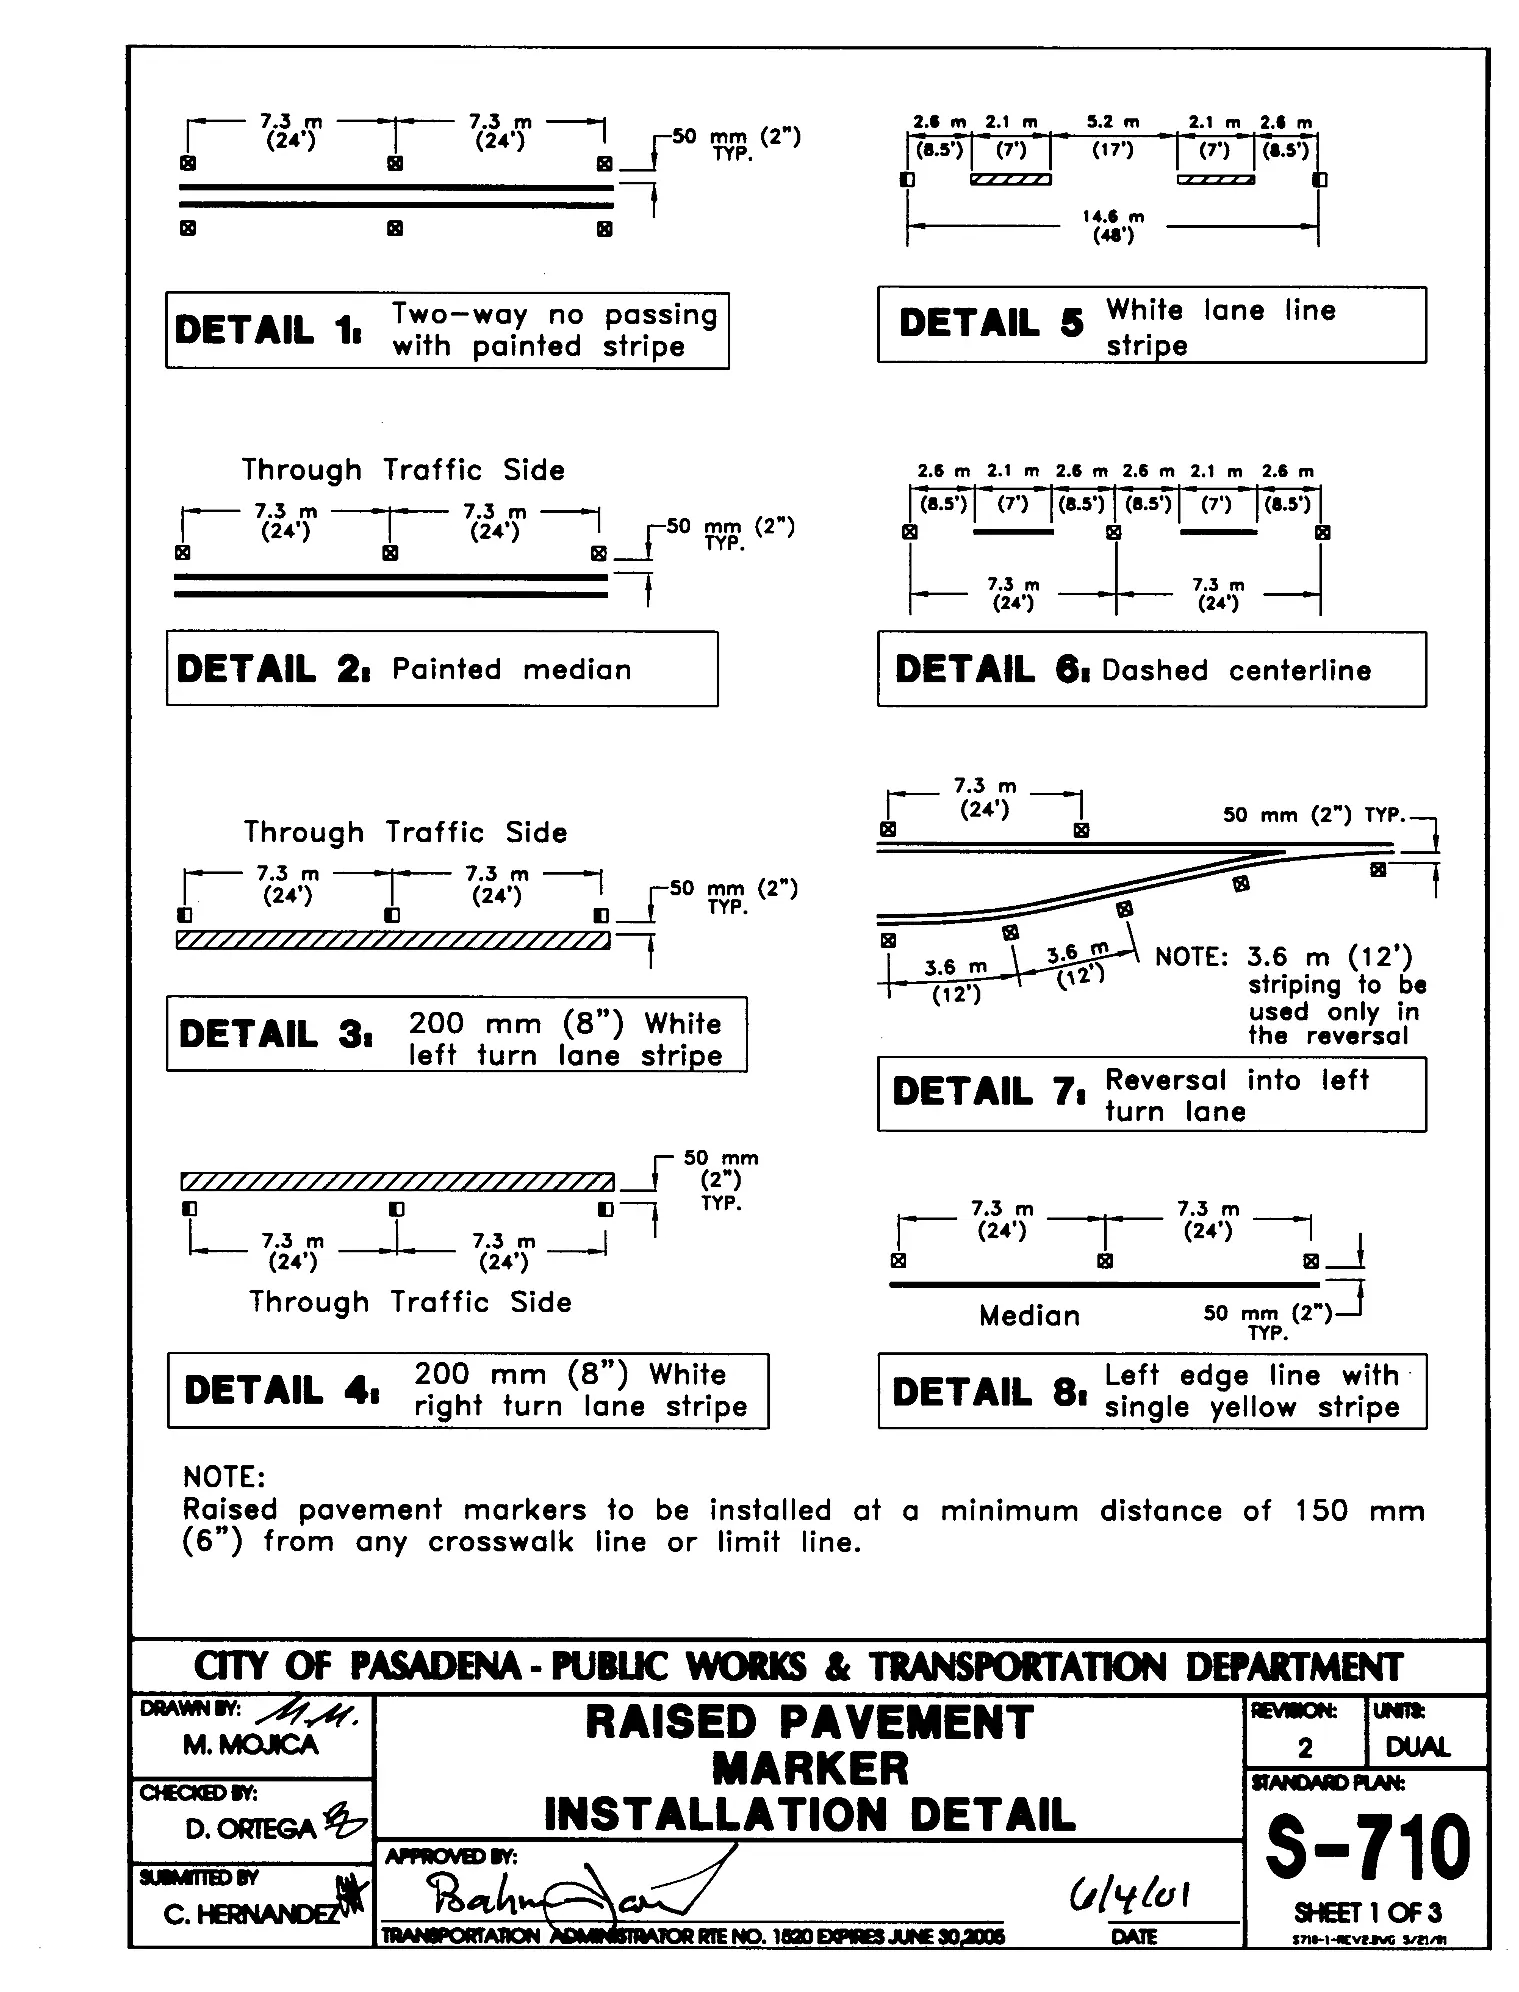 7.3 m 7.3 m
(24') (24')
50 mm (2")
TYP.
DETAIL 1: Two-way no passing
with painted stripe
2.6 m 2.1 m 5.2 m 2.1 m 2.6 m
(8.5') (7') (17') (7') (8.5')
14.6 m
(48')
DETAIL 5 White lane line
stripe
Through Traffic Side
7.3 m 7.3 m
(24') (24')
50 mm (2")
TYP.
DETAIL 2: Painted median
2.6 m 2.1 m 2.6 m 2.6 m 2.1 m 2.6 m
(8.5') (7') (8.5') (8.5') (7') (8.5')
7.3 m 7.3 m
(24') (24')
DETAIL 6: Dashed centerline
Through Traffic Side
7.3 m 7.3 m
(24') (24')
50 mm (2")
TYP.
DETAIL 3: 200 mm (8") White
left turn lane stripe
7.3 m
(24')
50 mm (2") TYP.
3.6 m 3.6 m
(12') (12')
NOTE: 3.6 m (12')
striping to be
used only in
the reversal
DETAIL 7: Reversal into left
turn lane
50 mm
(2")
TYP.
7.3 m 7.3 m
(24') (24')
Through Traffic Side
DETAIL 4: 200 mm (8") White
right turn lane stripe
7.3 m 7.3 m
(24') (24')
Median
50 mm (2")
TYP.
DETAIL 8: Left edge line with
single yellow stripe
NOTE:
Raised pavement markers to be installed at a minimum distance of 150 mm
(6") from any crosswalk line or limit line.
CITY OF PASADENA - PUBLIC WORKS & TRANSPORTATION DEPARTMENT
DRAWN BY: M.M.
M. MOJICA
CHECKED BY:
D. ORTEGA
SUBMITTED BY
C. HERNANDEZ
RAISED PAVEMENT
MARKER
INSTALLATION DETAIL
APPROVED BY:
6/4/01
TRANSPORTATION ADMINISTRATOR RTE NO. 1520 EXPIRES JUNE 30,2005
DATE
REVISION:
2
UNITS:
DUAL
STANDARD PLAN:
S-710
SHEET 1 OF 3